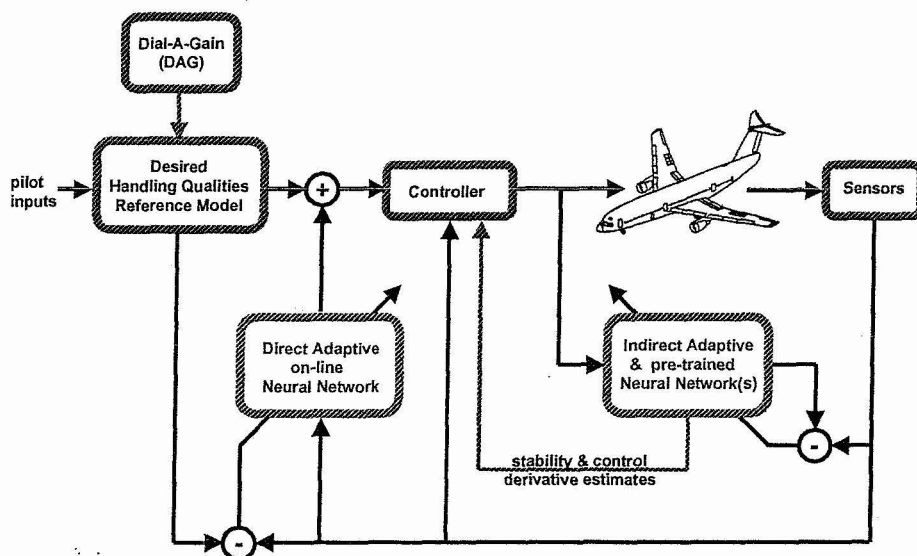 Dial-A-Gain
(DAG)
pilot
inputs
Desired
Handling Qualities
Reference Model
+
Controller
Sensors
Direct Adaptive
on-line
Neural Network
Indirect Adaptive
& pre-trained
Neural Network(s)
-
stability & control
derivative estimates
-